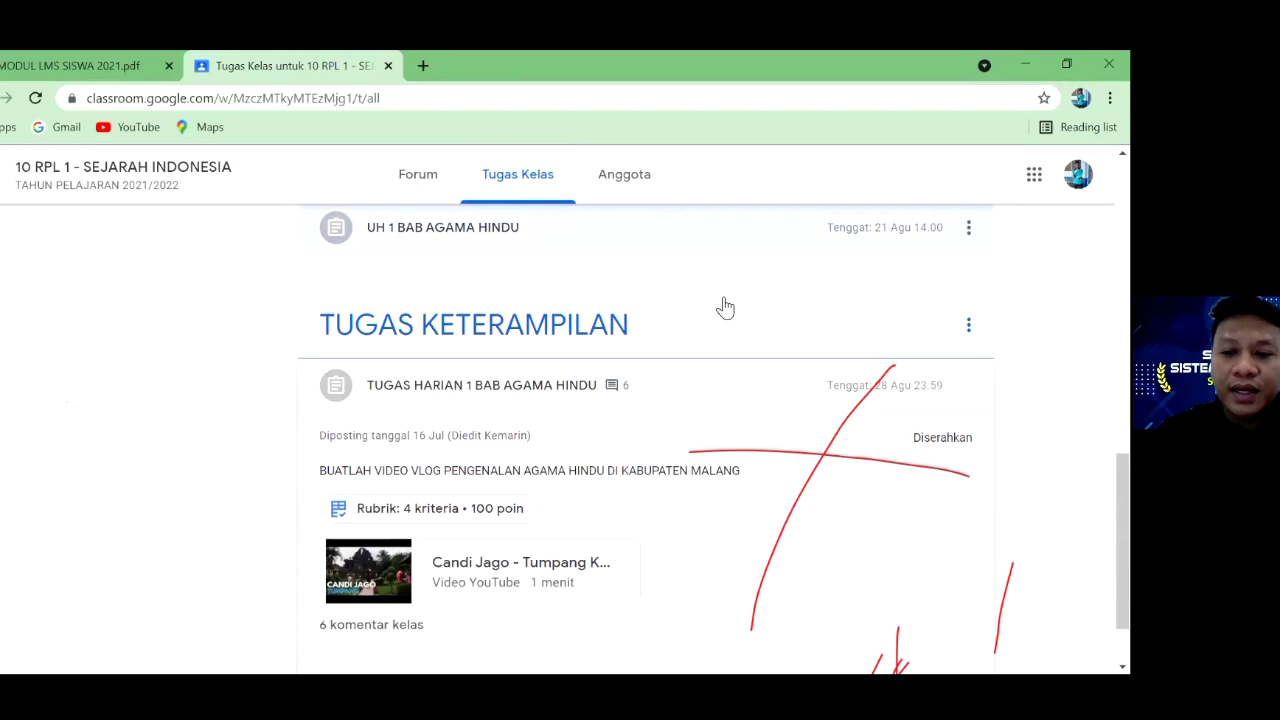 MODUL LMS SISWA 2021.pdf
Tugas Kelas untuk 10 RPL 1 - SEJ
classroom.google.com/w/MzczMTkyMTEzMjg1/t/all
pps Gmail YouTube Maps Reading list
10 RPL 1 - SEJARAH INDONESIA
TAHUN PELAJARAN 2021/2022
Forum Tugas Kelas Anggota
UH 1 BAB AGAMA HINDU Tenggat: 21 Agu 14.00
TUGAS KETERAMPILAN
TUGAS HARIAN 1 BAB AGAMA HINDU 6 Tenggat: 28 Agu 23.59
Diposting tanggal 16 Jul (Diedit Kemarin) Diserahkan
BUATLAH VIDEO VLOG PENGENALAN AGAMA HINDU DI KABUPATEN MALANG
Rubrik: 4 kriteria • 100 poin
Candi Jago - Tumpang K...
Video YouTube 1 menit
CANDI JAGO
TUMPANG
6 komentar kelas